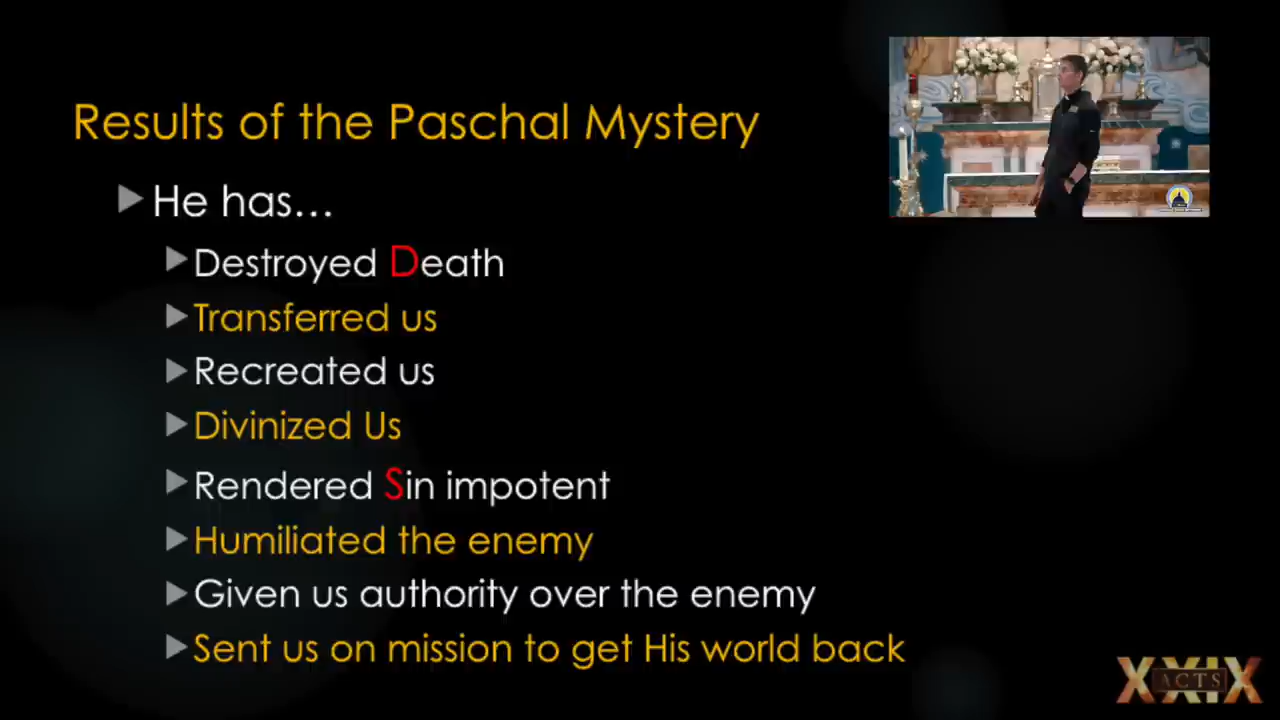 Results of the Paschal Mystery
He has...
Destroyed Death
Transferred us
Recreated us
Divinized Us
Rendered Sin impotent
Humiliated the enemy
Given us authority over the enemy
Sent us on mission to get His world back
XXIX
ACTS